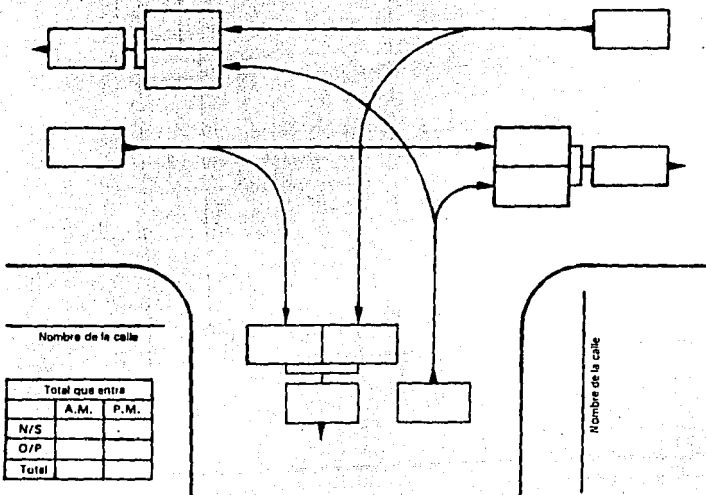 Nombre de la calle
Total que entra
A.M. P.M.
N/S
O/P
Total
Nombre de la calle